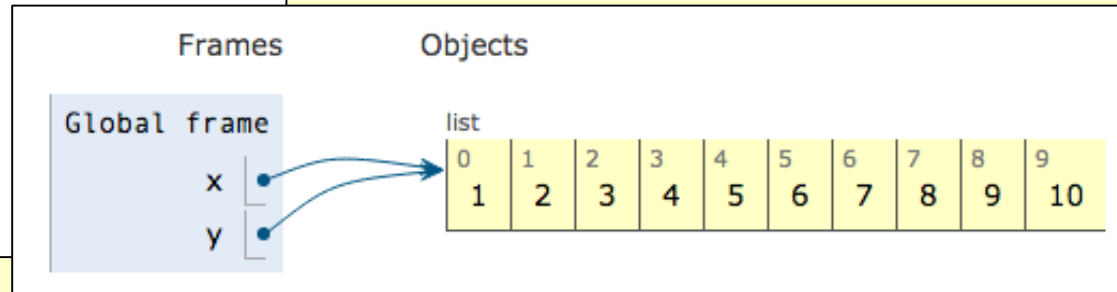 Frames Objects
Global frame
list
0 1 2 3 4 5 6 7 8 9
x
1 2 3 4 5 6 7 8 9 10
y